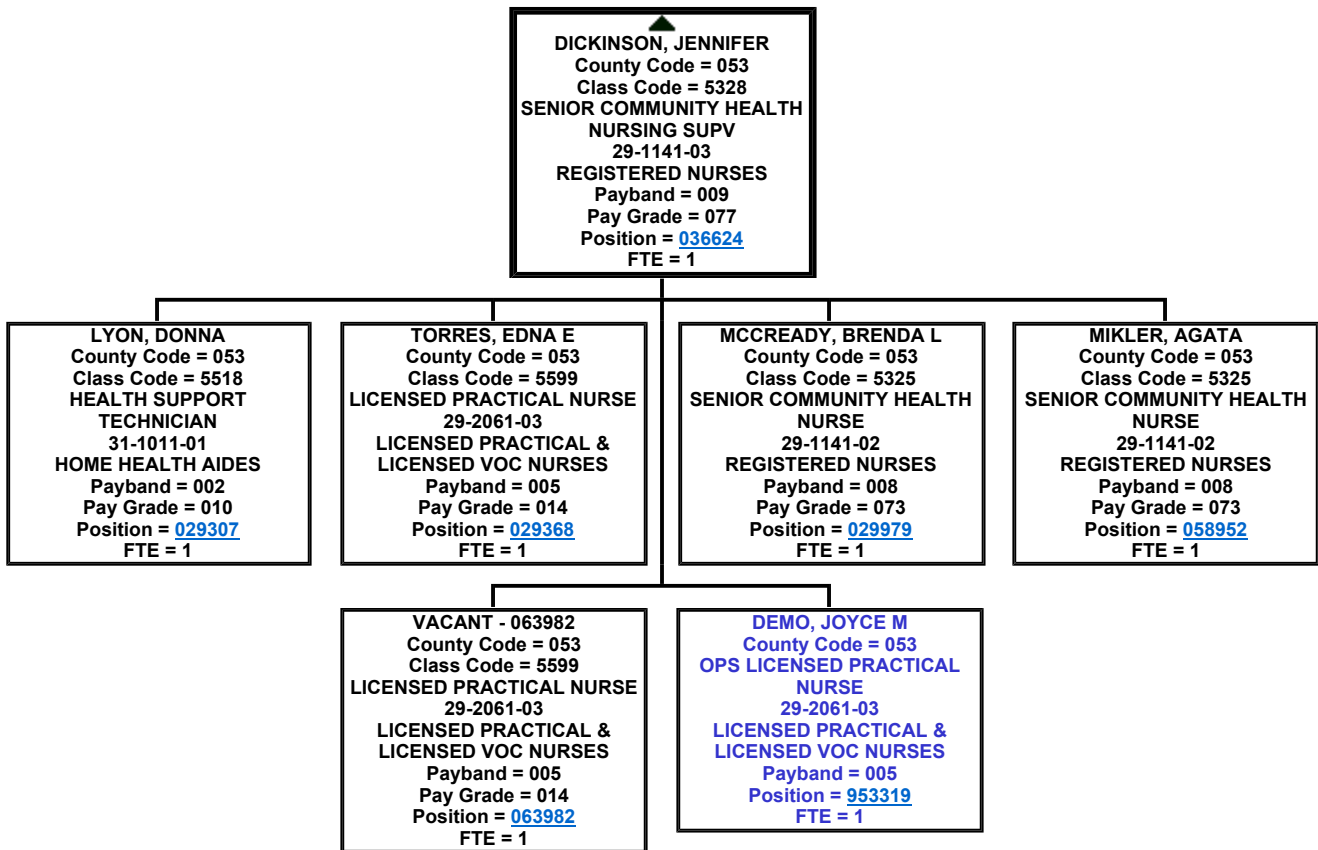 DICKINSON, JENNIFER
County Code = 053
Class Code = 5328
SENIOR COMMUNITY HEALTH
NURSING SUPV
29-1141-03
REGISTERED NURSES
Payband = 009
Pay Grade = 077
Position = 036624
FTE = 1
LYON, DONNA
County Code = 053
Class Code = 5518
HEALTH SUPPORT
TECHNICIAN
31-1011-01
HOME HEALTH AIDES
Payband = 002
Pay Grade = 010
Position = 029307
FTE = 1
TORRES, EDNA E
County Code = 053
Class Code = 5599
LICENSED PRACTICAL NURSE
29-2061-03
LICENSED PRACTICAL &
LICENSED VOC NURSES
Payband = 005
Pay Grade = 014
Position = 029368
FTE = 1
MCCREADY, BRENDA L
County Code = 053
Class Code = 5325
SENIOR COMMUNITY HEALTH
NURSE
29-1141-02
REGISTERED NURSES
Payband = 008
Pay Grade = 073
Position = 029979
FTE = 1
MIKLER, AGATA
County Code = 053
Class Code = 5325
SENIOR COMMUNITY HEALTH
NURSE
29-1141-02
REGISTERED NURSES
Payband = 008
Pay Grade = 073
Position = 058952
FTE = 1
VACANT - 063982
County Code = 053
Class Code = 5599
LICENSED PRACTICAL NURSE
29-2061-03
LICENSED PRACTICAL &
LICENSED VOC NURSES
Payband = 005
Pay Grade = 014
Position = 063982
FTE = 1
DEMO, JOYCE M
County Code = 053
OPS LICENSED PRACTICAL
NURSE
29-2061-03
LICENSED PRACTICAL &
LICENSED VOC NURSES
Payband = 005
Position = 953319
FTE = 1